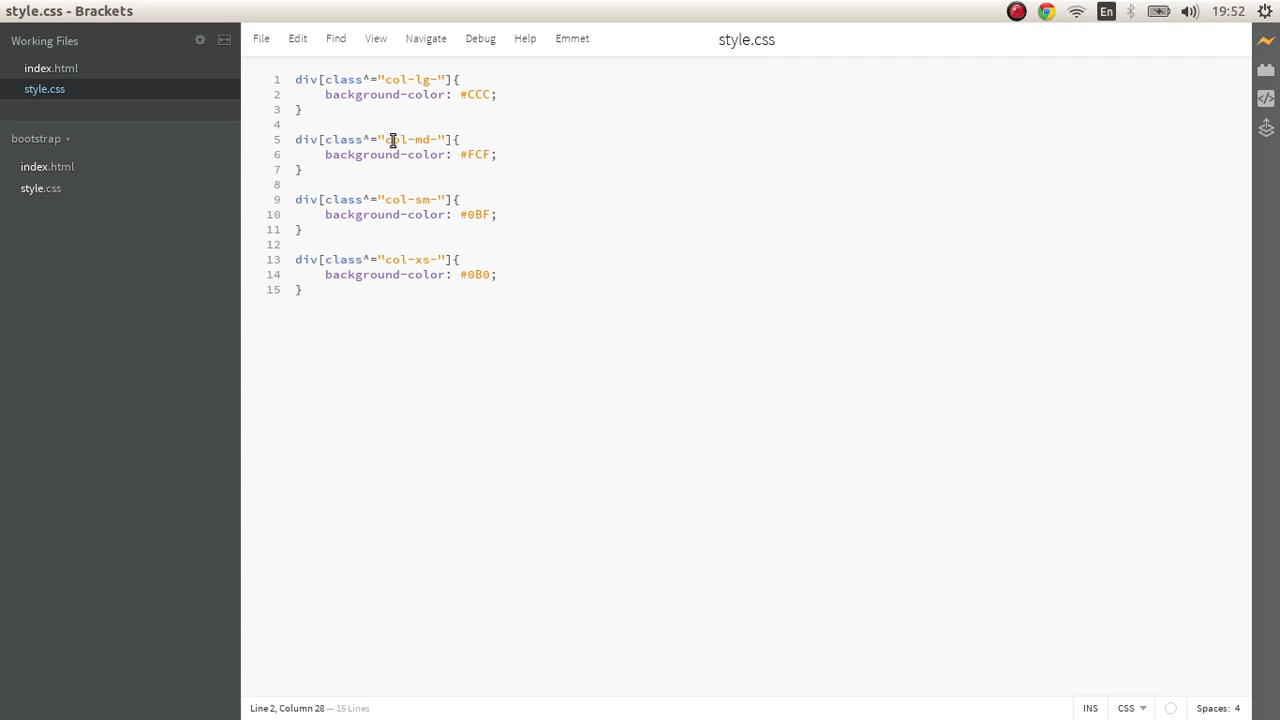 style.css - Brackets
En
19:52
Working Files
index.html
style.css
bootstrap
index.html
style.css
File Edit Find View Navigate Debug Help Emmet
style.css
1 div[class^="col-lg-"]{
2 background-color: #CCC;
3 }
4
5 div[class^="col-md-"]{
6 background-color: #FCF;
7 }
8
9 div[class^="col-sm-"]{
10 background-color: #0BF;
11 }
12
13 div[class^="col-xs-"]{
14 background-color: #0B0;
15 }
Line 2, Column 28 — 15 Lines
INS CSS Spaces: 4